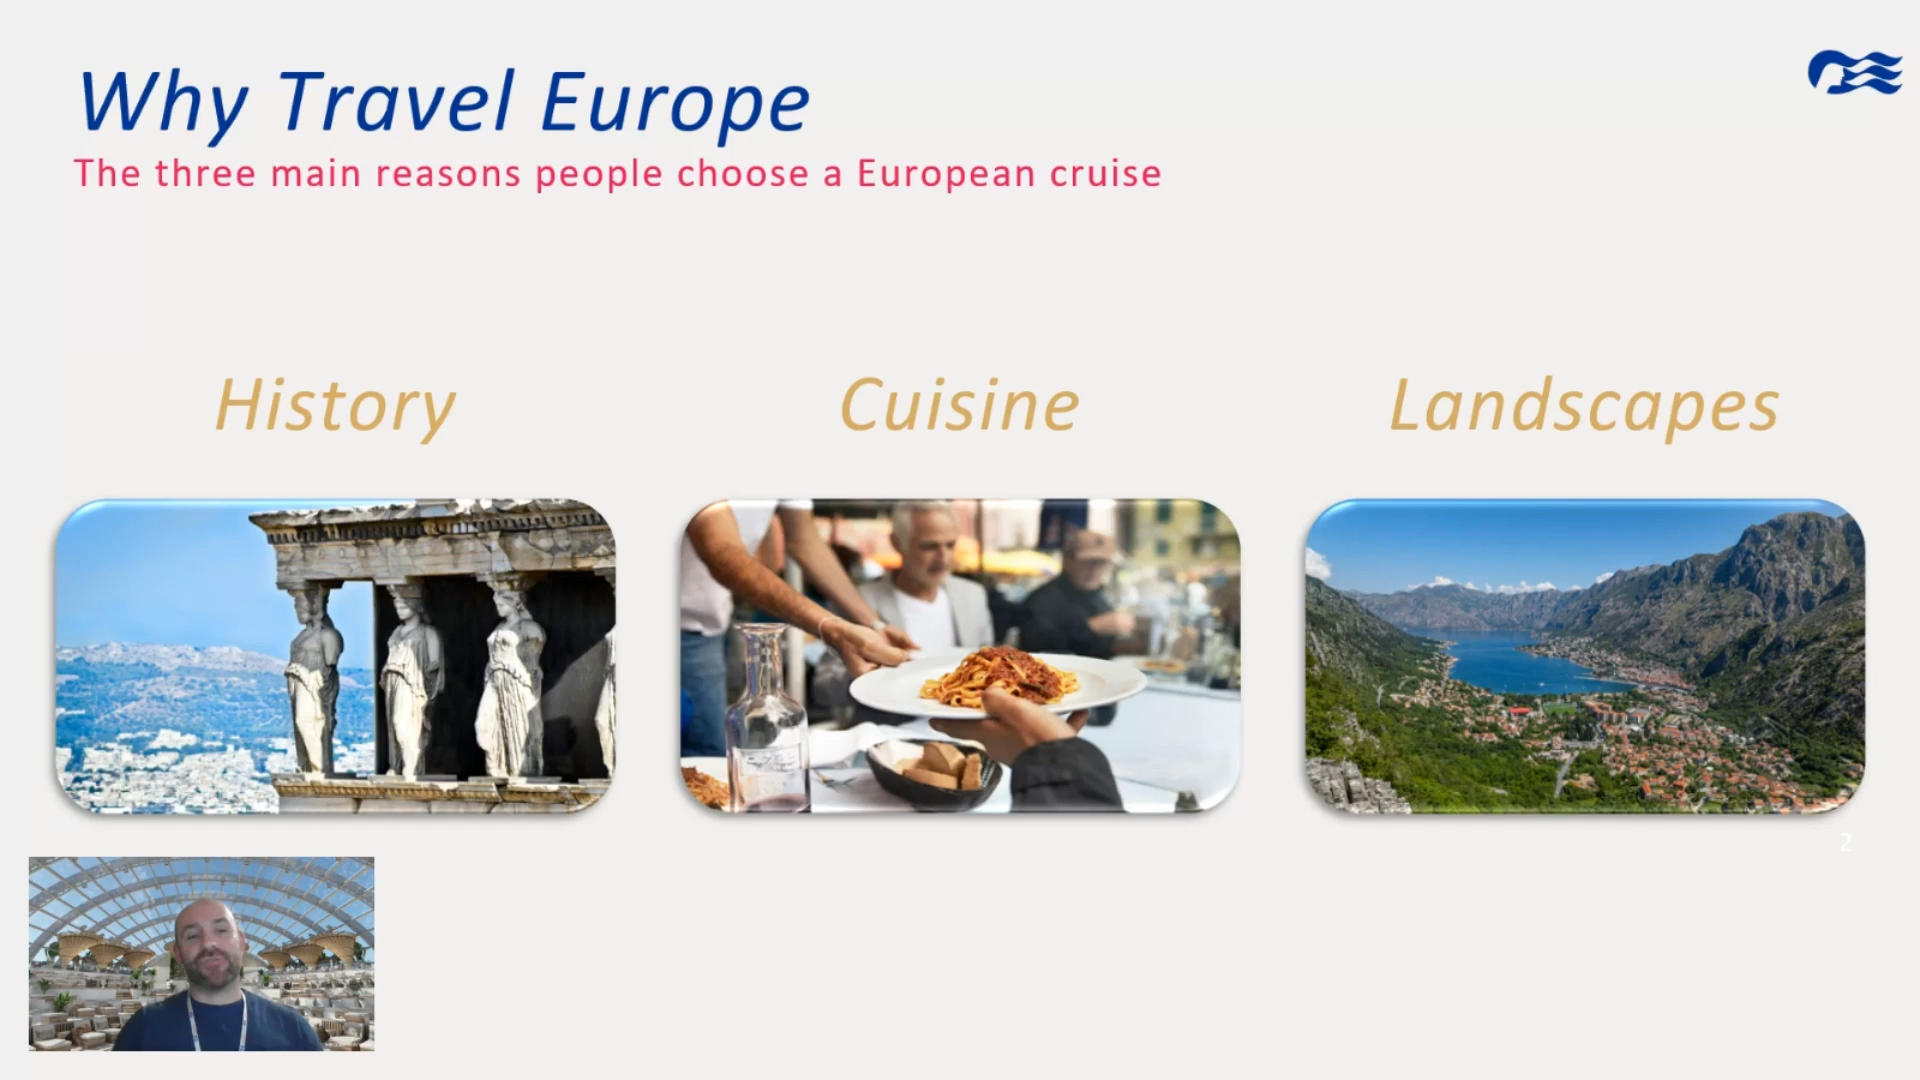 Why Travel Europe
The three main reasons people choose a European cruise
History
Cuisine
Landscapes
2